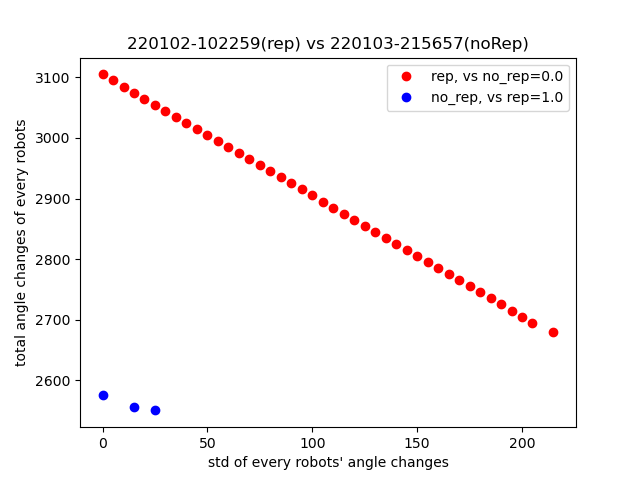 220102-102259(rep) vs 220103-215657(noRep)
rep, vs no_rep=0.0
no_rep, vs rep=1.0
total angle changes of every robots
3100
3000
2900
2800
2700
2600
0 50 100 150 200
std of every robots' angle changes